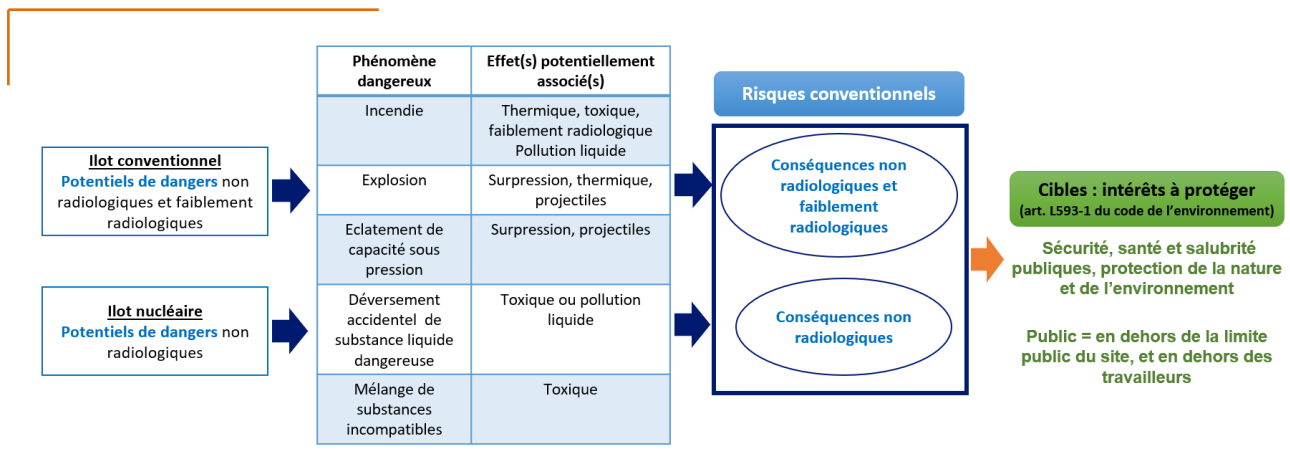 Ilot conventionnel
Potentiels de dangers non
radiologiques et faiblement
radiologiques
Ilot nucléaire
Potentiels de dangers non
radiologiques
Phénomène
dangereux
Effet(s) potentiellement
associé(s)
Incendie
Thermique, toxique,
faiblement radiologique
Pollution liquide
Explosion
Surpression, thermique,
projectiles
Eclatement de
capacité sous
pression
Surpression, projectiles
Déversement
accidentel de
substance liquide
dangereuse
Toxique ou pollution
liquide
Mélange de
substances
incompatibles
Toxique
Risques conventionnels
Conséquences non
radiologiques et
faiblement
radiologiques
Conséquences non
radiologiques
Cibles : intérêts à protéger
(art. L593-1 du code de l'environnement)
Sécurité, santé et salubrité
publiques, protection de la nature
et de l'environnement
Public = en dehors de la limite
public du site, et en dehors des
travailleurs